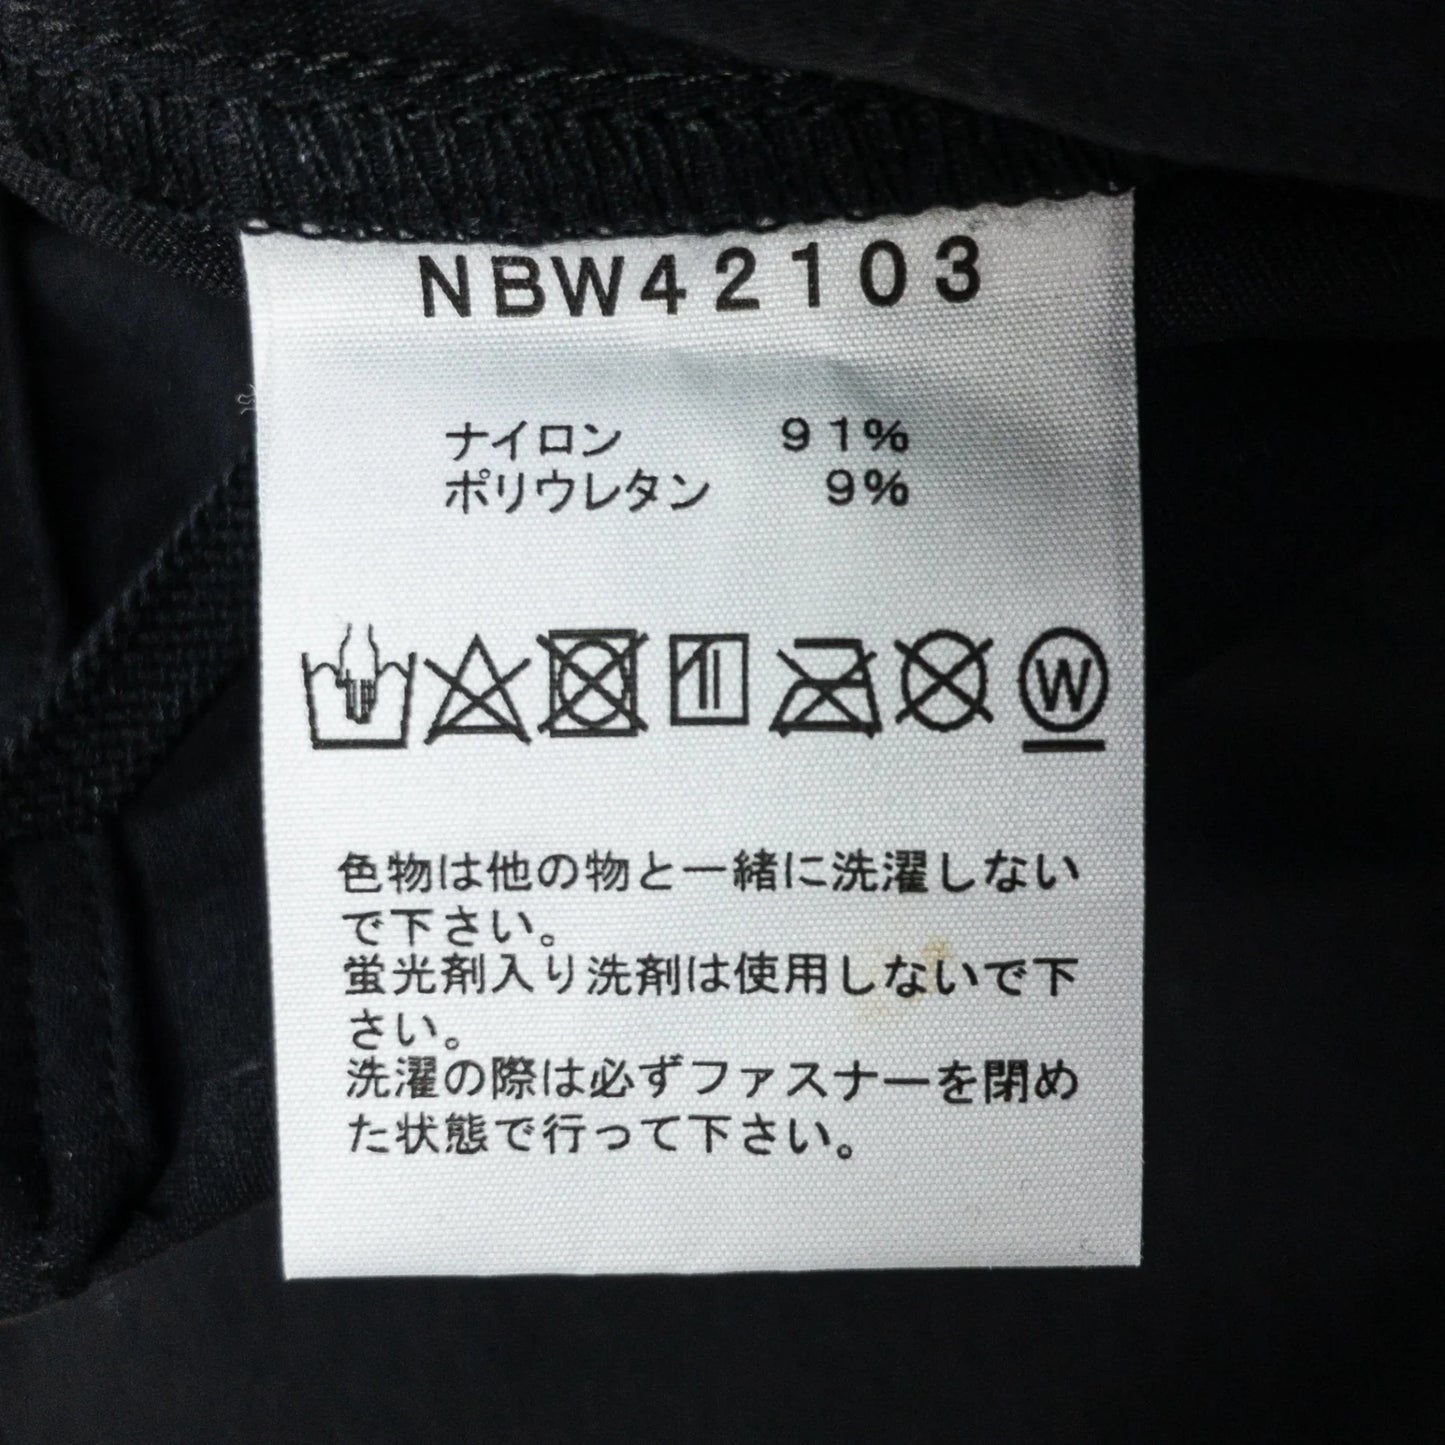 NBW42103
ナイロン 91%
ポリウレタン 9%
W
色物は他の物と一緒に洗濯しない
で下さい。
蛍光剤入り洗剤は使用しないで下
さい。
洗濯の際は必ずファスナーを閉め
た状態で行って下さい。